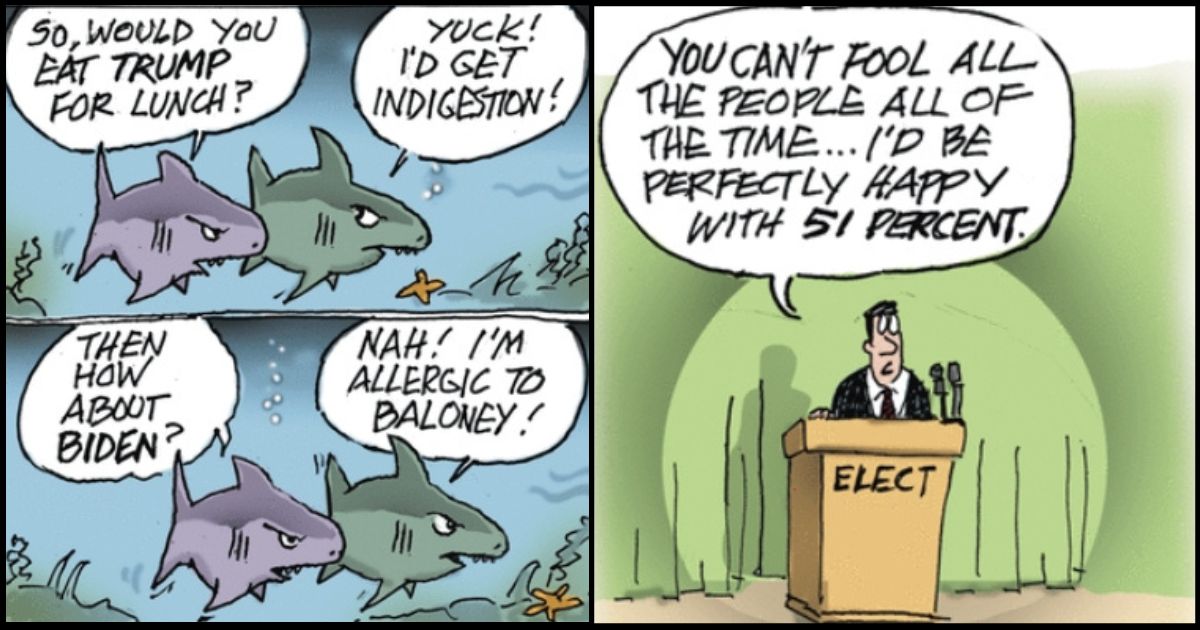 SO, WOULD YOU
EAT TRUMP
FOR LUNCH?
YUCK!
I'D GET
INDIGESTION!
THEN
HOW
ABOUT
BIDEN?
NAH! I'M
ALLERGIC TO
BALONEY!
YOU CAN'T FOOL ALL
THE PEOPLE ALL OF
THE TIME... I'D BE
PERFECTLY HAPPY
WITH 51 PERCENT.
ELECT